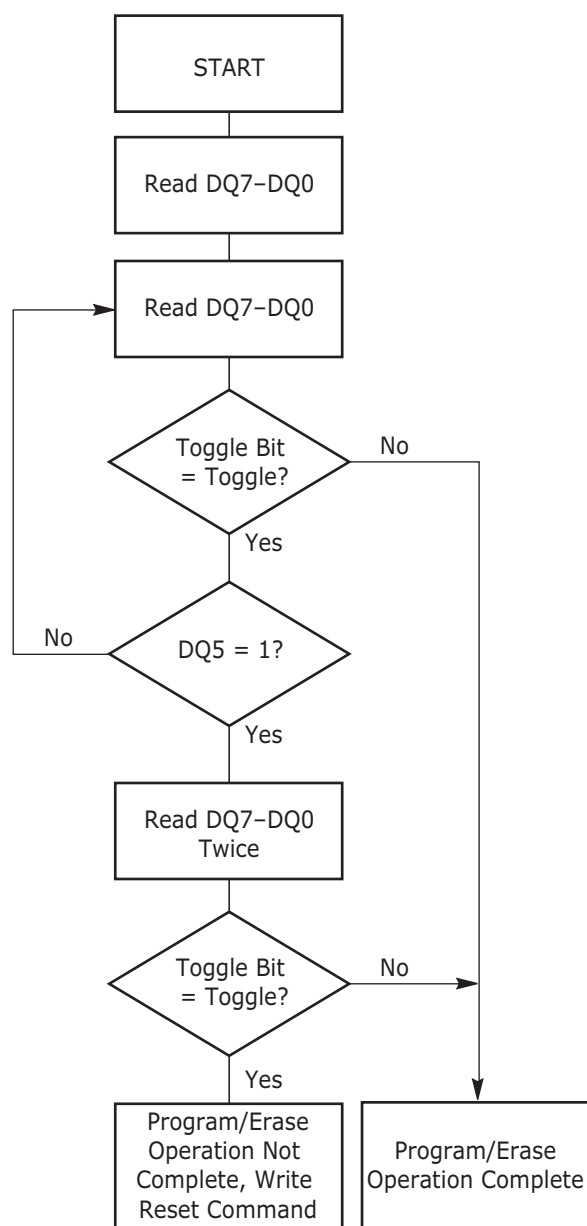 START
Read DQ7–DQ0
Read DQ7–DQ0
Toggle Bit
= Toggle?
No
Yes
No
DQ5 = 1?
Yes
Read DQ7–DQ0
Twice
Toggle Bit
= Toggle?
No
Yes
Program/Erase
Operation Not
Complete, Write
Reset Command
Program/Erase
Operation Complete